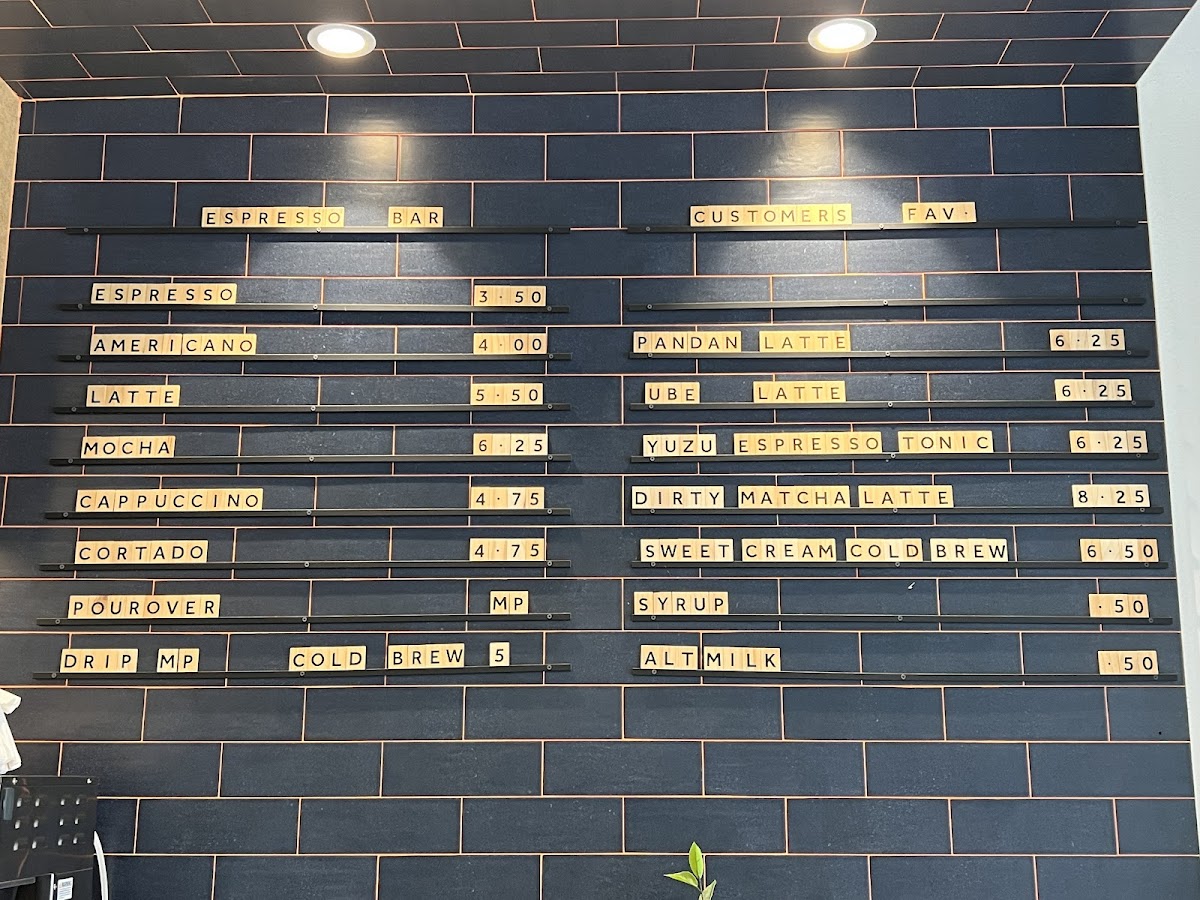 ESPRESSO BAR
ESPRESSO 3.50
AMERICANO 4.00
LATTE 5.50
MOCHA 6.25
CAPPUCCINO 4.75
CORTADO 4.75
POUROVER MP
DRIP MP COLD BREW 5
CUSTOMERS FAV.
PANDAN LATTE 6.25
UBE LATTE 6.25
YUZU ESPRESSO TONIC 6.25
DIRTY MATCHA LATTE 8.25
SWEET CREAM COLD BREW 6.50
SYRUP .50
ALT MILK .50